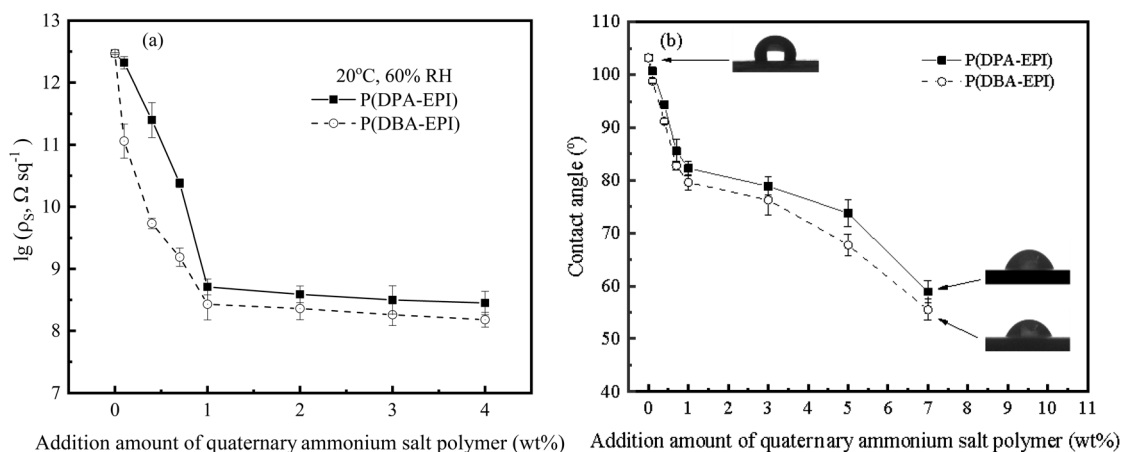 (a)
20°C, 60% RH
P(DPA-EPI)
P(DBA-EPI)
13
12
11
10
9
8
7
lg (ρS, Ω sq-1 )
0
1
2
3
4
Addition amount of quaternary ammonium salt polymer (wt%)
(b)
P(DPA-EPI)
P(DBA-EPI)
110
100
90
80
70
60
50
40
Contact angle (º)
0
1
2
3
4
5
6
7
8
9
10
11
Addition amount of quaternary ammonium salt polymer (wt%)